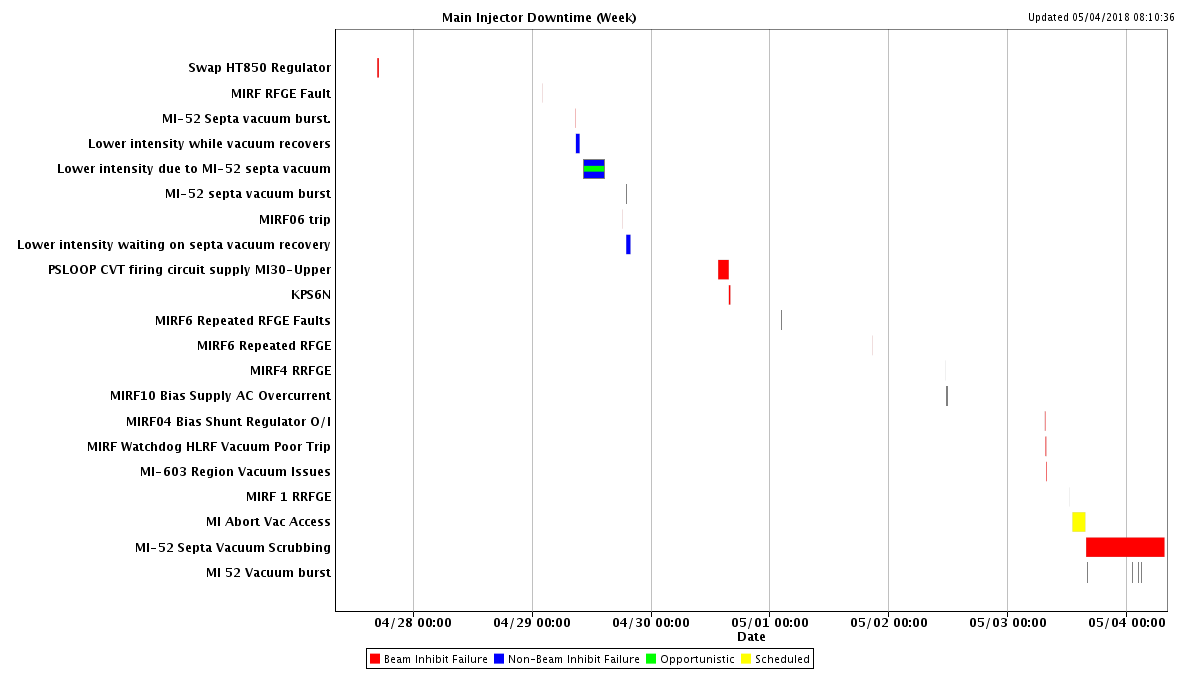 Main Injector Downtime (Week)
Updated 05/04/2018 08:10:36
Swap HT850 Regulator
MIRF RFGE Fault
MI-52 Septa vacuum burst.
Lower intensity while vacuum recovers
Lower intensity due to MI-52 septa vacuum
MI-52 septa vacuum burst
MIRF06 trip
Lower intensity waiting on septa vacuum recovery
PSLOOP CVT firing circuit supply MI30-Upper
KPS6N
MIRF6 Repeated RFGE Faults
MIRF6 Repeated RFGE
MIRF4 RRFGE
MIRF10 Bias Supply AC Overcurrent
MIRF04 Bias Shunt Regulator O/I
MIRF Watchdog HLRF Vacuum Poor Trip
MI-603 Region Vacuum Issues
MIRF 1 RRFGE
MI Abort Vac Access
MI-52 Septa Vacuum Scrubbing
MI 52 Vacuum burst
04/28 00:00 04/29 00:00 04/30 00:00 05/01 00:00 05/02 00:00 05/03 00:00 05/04 00:00
Date
Beam Inhibit Failure Non-Beam Inhibit Failure Opportunistic Scheduled